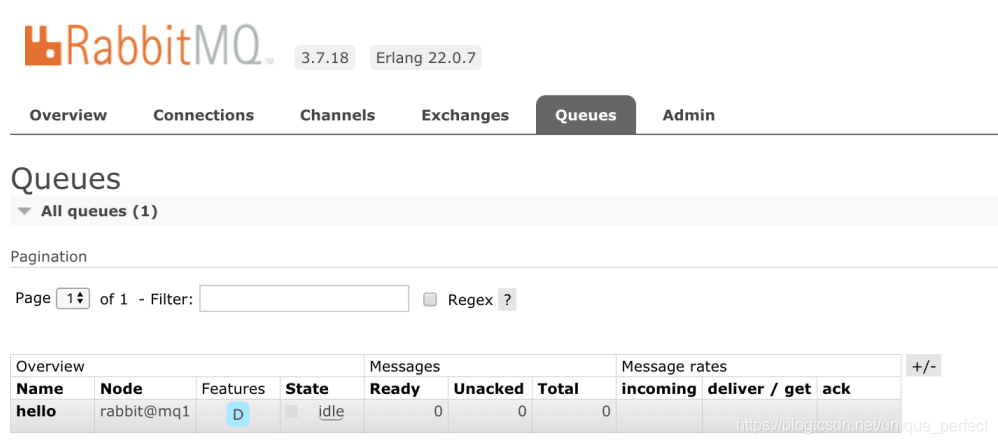 RabbitMQ TM 3.7.18 Erlang 22.0.7
Overview Connections Channels Exchanges Queues Admin
Queues
All queues (1)
Pagination
Page 1 of 1 - Filter: Regex ?
Overview Messages Message rates +/-
Name Node Features State Ready Unacked Total incoming deliver / get ack
hello rabbit@mq1 D idle 0 0 0
https://blog.csdn.net/unique_perfect